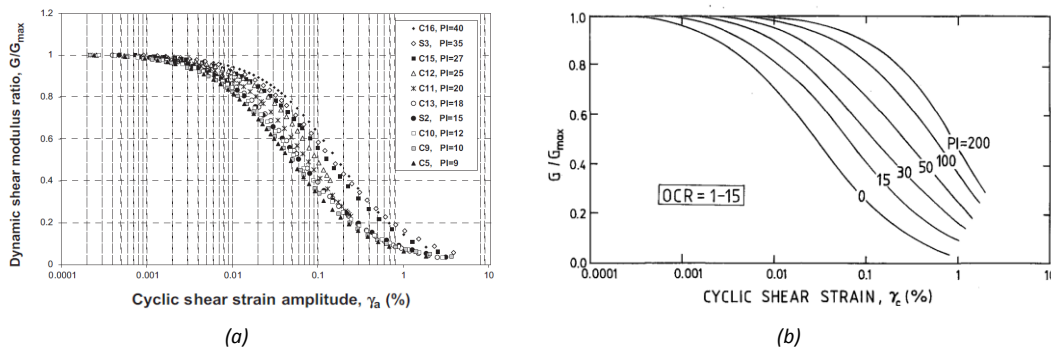 Dynamic shear modulus ratio, G/Gmax
1.4
1.2
1
0.8
0.6
0.4
0.2
0
0.0001
0.001
0.01
0.1
1
10
Cyclic shear strain amplitude, γa (%)
C16, PI=40
S3, PI=35
C15, PI=27
C12, PI=25
C11, PI=20
C13, PI=18
S2, PI=15
C10, PI=12
C9, PI=10
C5, PI=9
(a)
b)
G/Gmax
1.0
0.8
0.6
0.4
0.2
0.0
0.0001
0.001
0.01
0.1
1
10
CYCLIC SHEAR STRAIN, γc (%)
PI=200
100
50
30
15
0
OCR = 1-15
(b)